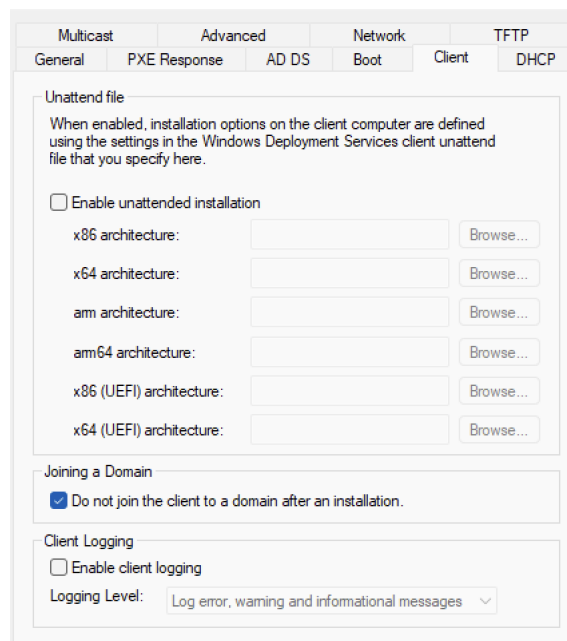 Multicast Advanced Network TFTP
General PXE Response AD DS Boot Client DHCP
Unattend file
When enabled, installation options on the client computer are defined
using the settings in the Windows Deployment Services client unattend
file that you specify here.
Enable unattended installation
x86 architecture: Browse...
x64 architecture: Browse...
arm architecture: Browse...
arm64 architecture: Browse...
x86 (UEFI) architecture: Browse...
x64 (UEFI) architecture: Browse...
Joining a Domain
Do not join the client to a domain after an installation.
Client Logging
Enable client logging
Logging Level: Log error, warning and informational messages